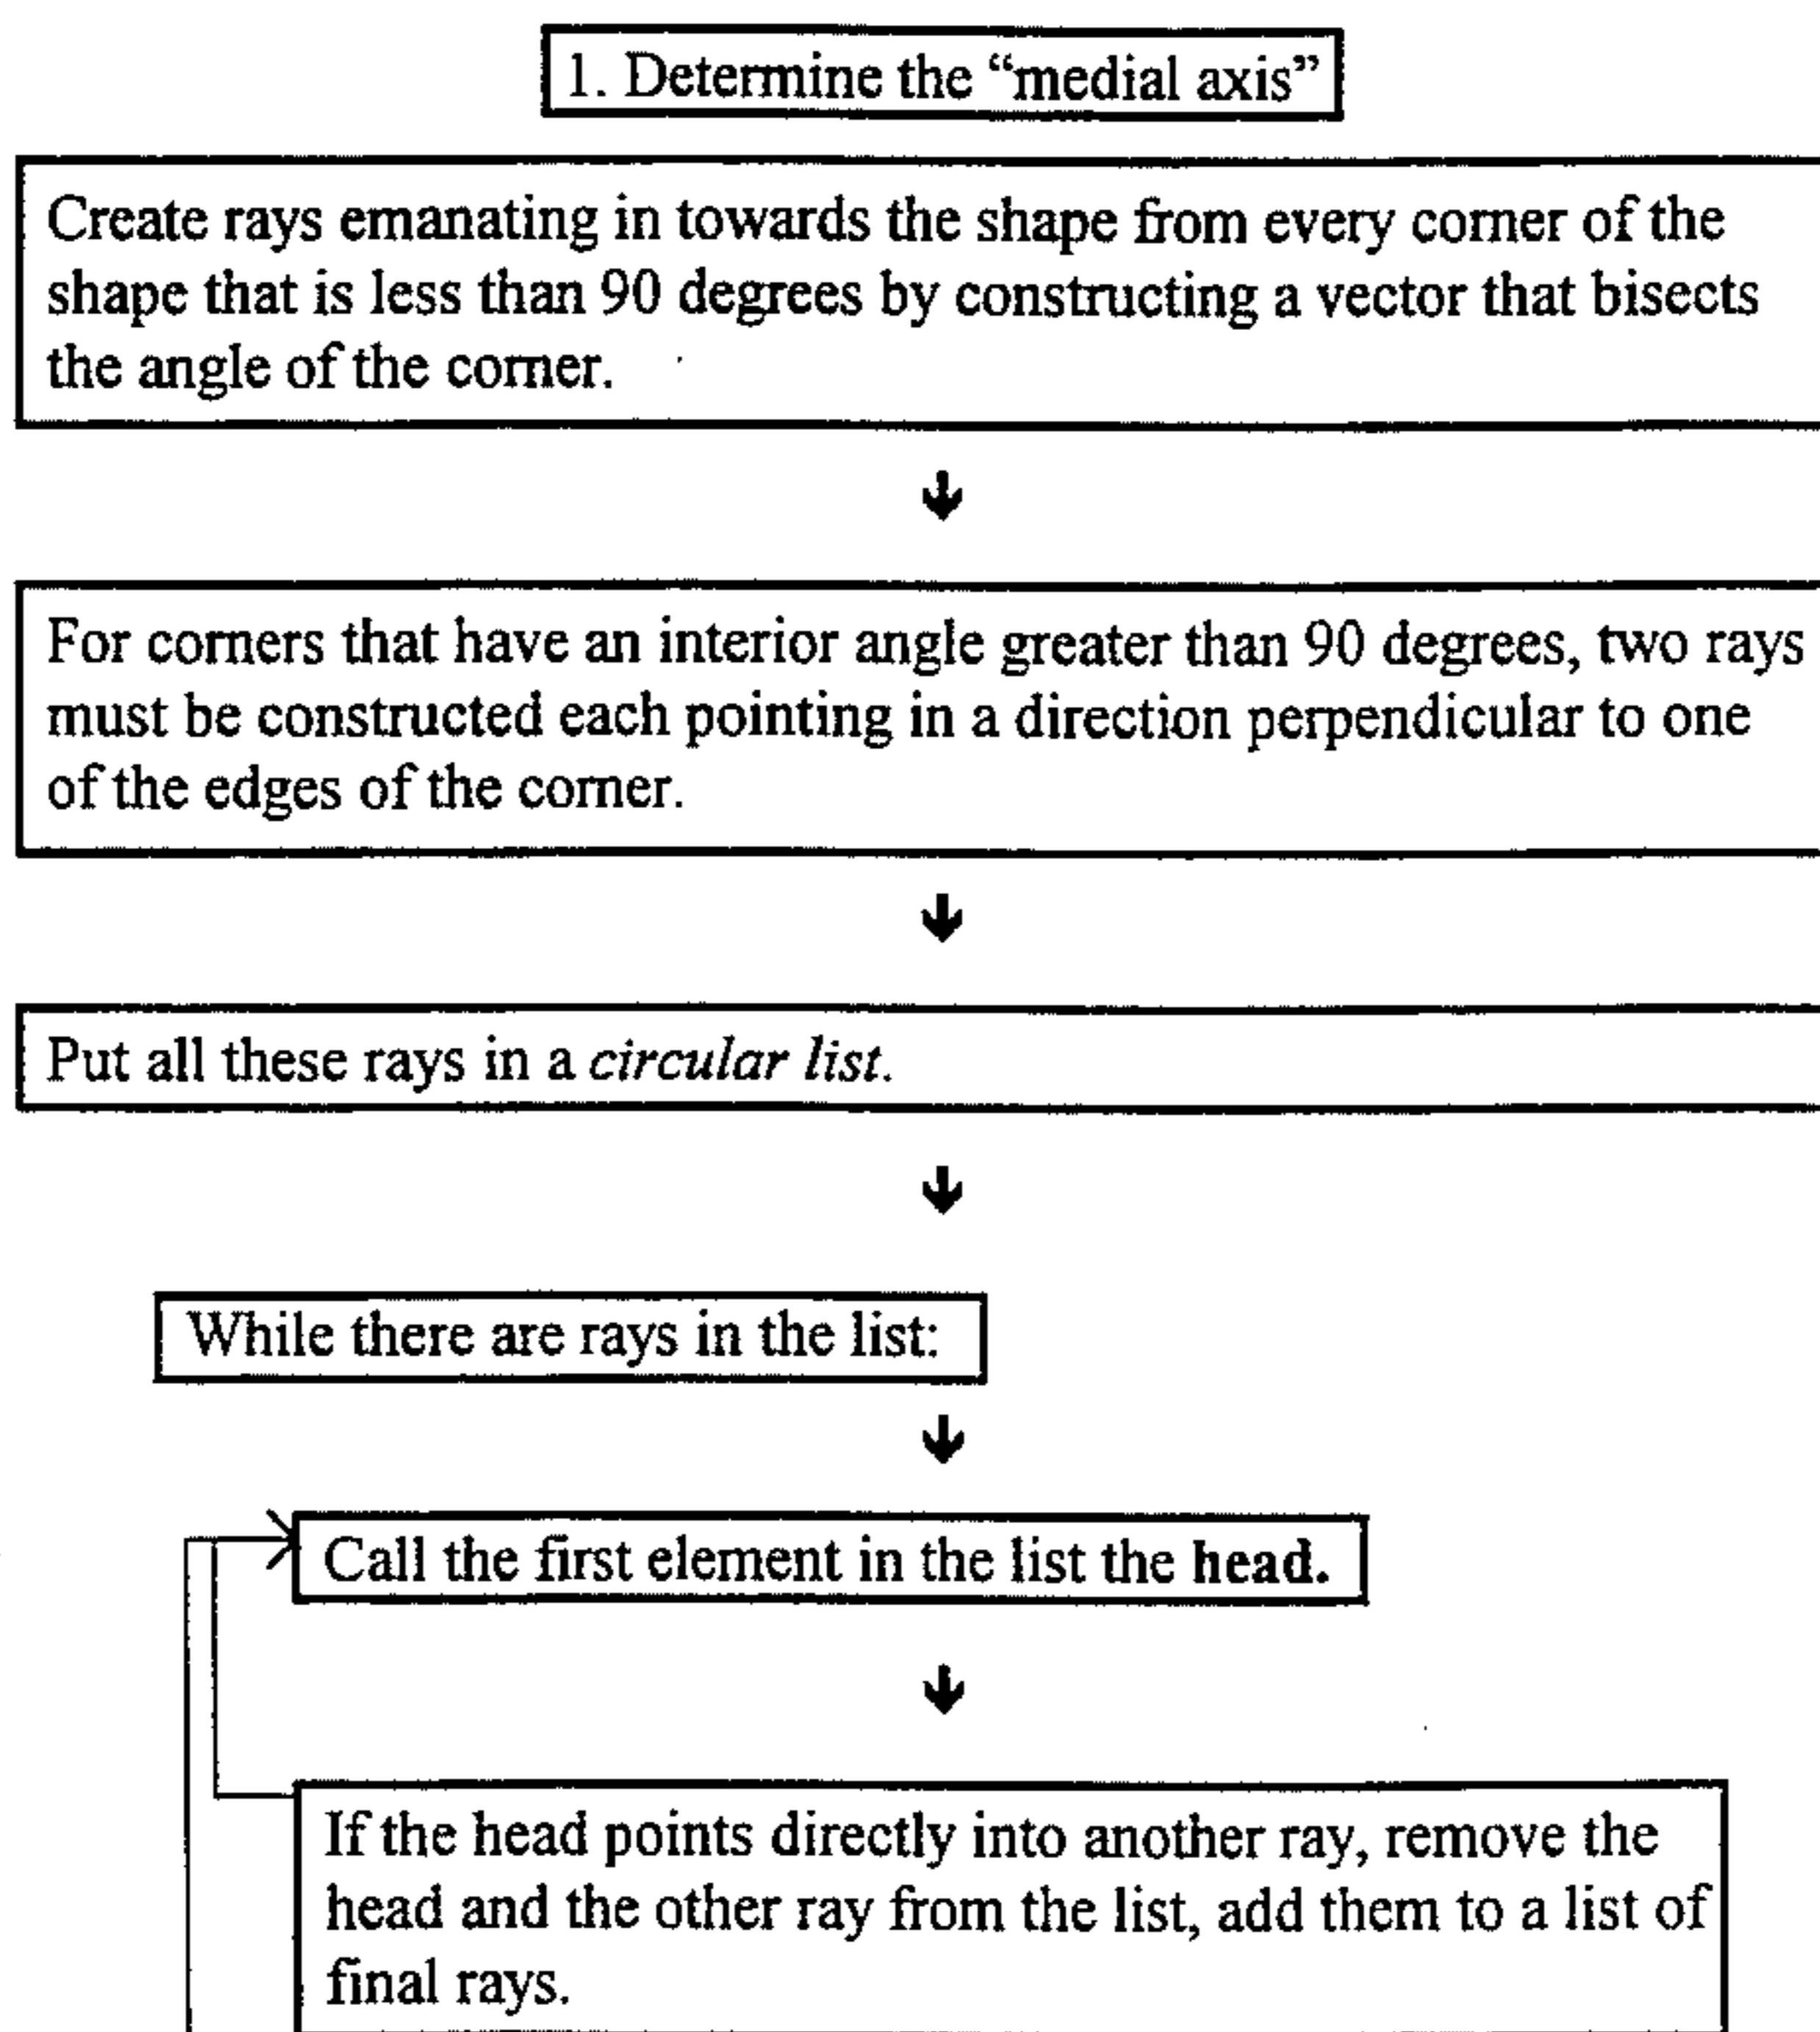 1. Determine the “medial axis”
Create rays emanating in towards the shape from every corner of the
shape that is less than 90 degrees by constructing a vector that bisects
the angle of the corner.
For corners that have an interior angle greater than 90 degrees, two rays
must be constructed each pointing in a direction perpendicular to one
of the edges of the corner.
Put all these rays in a circular list.
While there are rays in the list:
Call the first element in the list the head.
If the head points directly into another ray, remove the
head and the other ray from the list, add them to a list of
final rays.